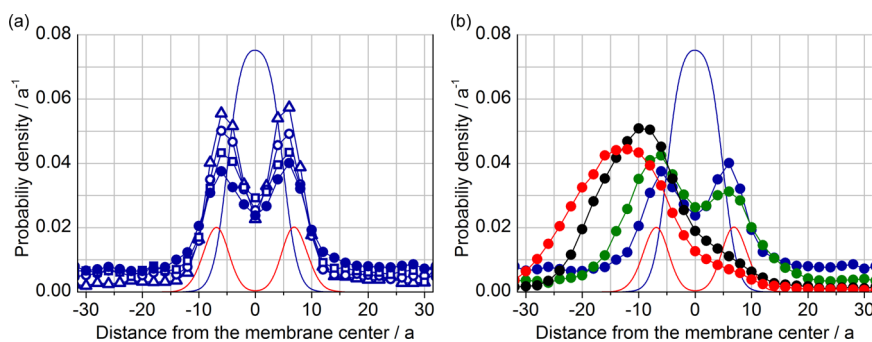 (a)
0.08
0.06
0.04
0.02
0.00
Probabiliy density / a-1
-30 -20 -10 0 10 20 30
Distance from the membrane center / a
(b)
0.08
0.06
0.04
0.02
0.00
Probabiliy density / a-1
-30 -20 -10 0 10 20 30
Distance from the membrane center / a